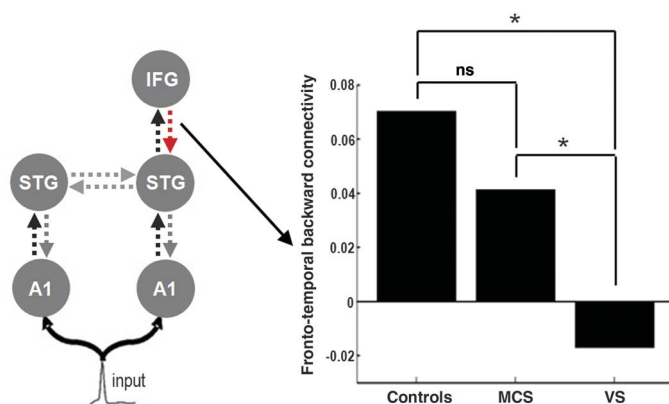 IFG
STG
STG
A1
A1
input
*
ns
*
Fronto-temporal backward connectivity
0.08
0.06
0.04
0.02
0
-0.02
Controls
MCS
VS